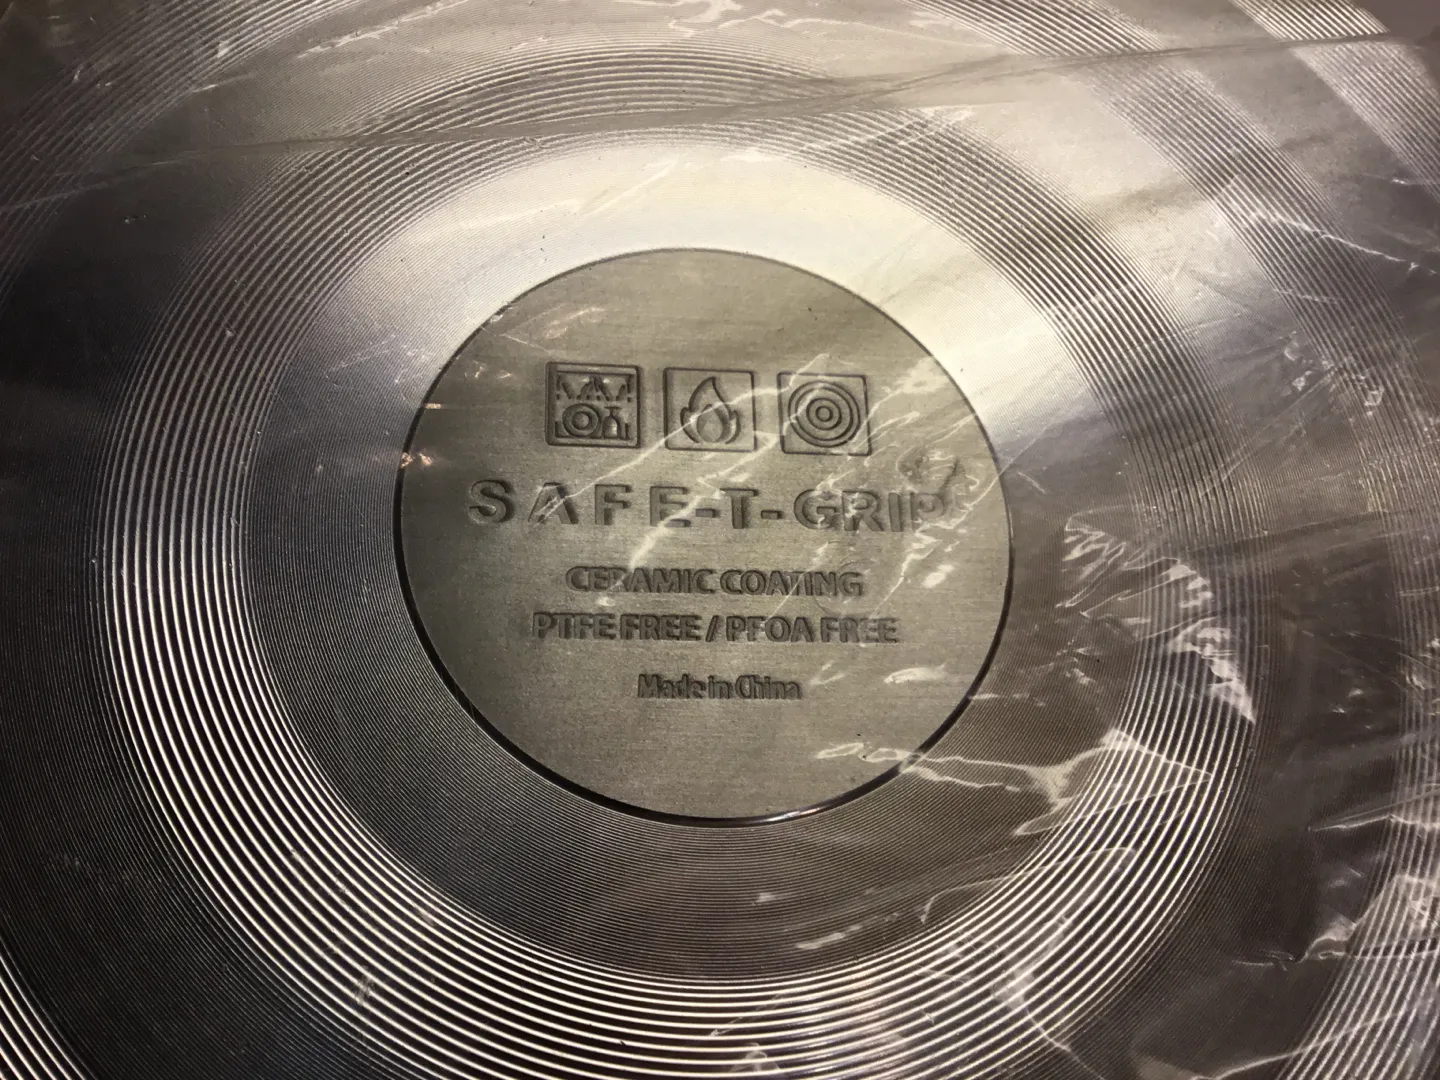 SAFE-T-GRIP
CERAMIC COATING
PTFE FREE / PFOA FREE
Made in China